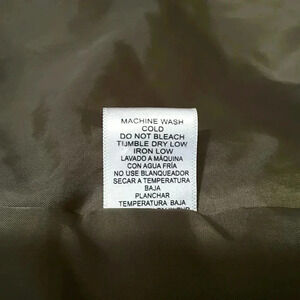 MACHINE WASH
COLD
DO NOT BLEACH
TUMBLE DRY LOW
IRON LOW
LAVADO A MÁQUINA
CON AGUA FRÍA
NO USE BLANQUEADOR
SECAR A TEMPERATURA
BAJA
PLANCHAR
TEMPERATURA BAJA